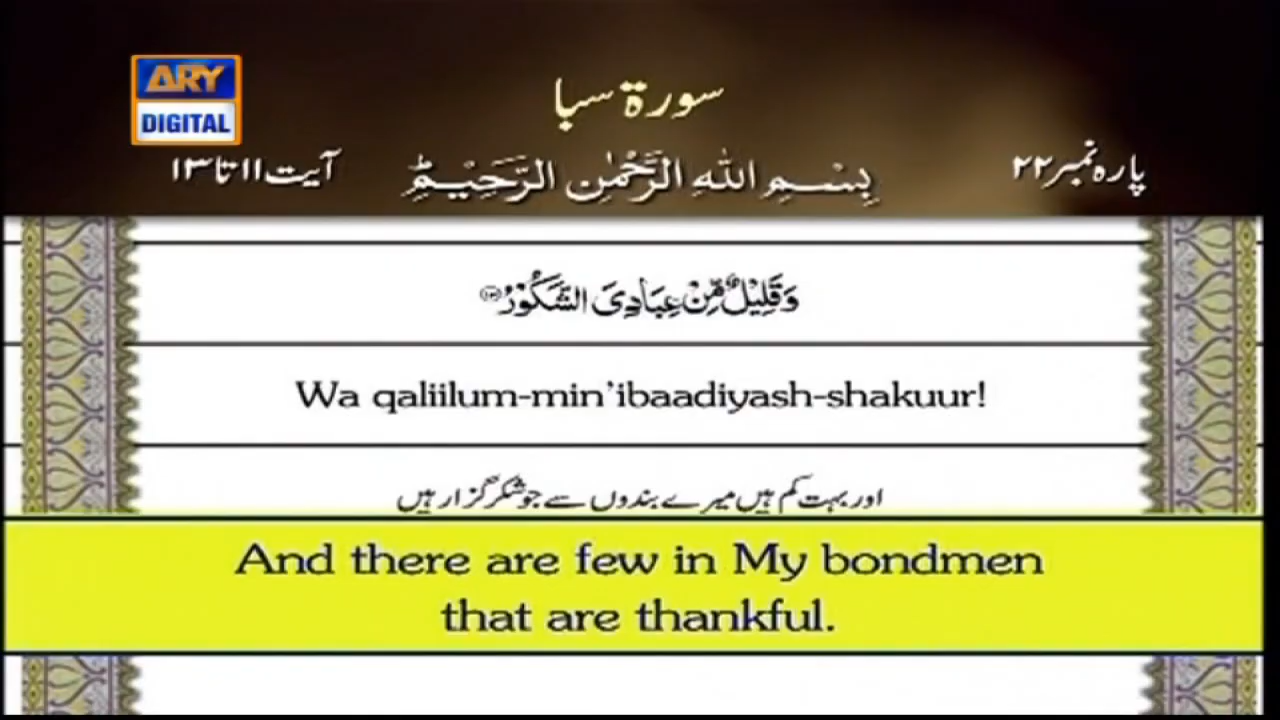 ARY
DIGITAL
سورۃ سبا
پارہ نمبر ۲۲
بِسْمِ اللهِ الرَّحْمٰنِ الرَّحِيْمِ
آیت ۱۱ تا ۱۳
وَقَلِيْلٌ مِّنْ عِبَادِىَ الشَّكُوْرُ ۱۳
Wa qaliilum-min'ibaadiyash-shakuur!
اور بہت کم ہیں میرے بندوں سے جو شکر گزار ہیں
And there are few in My bondmen
that are thankful.